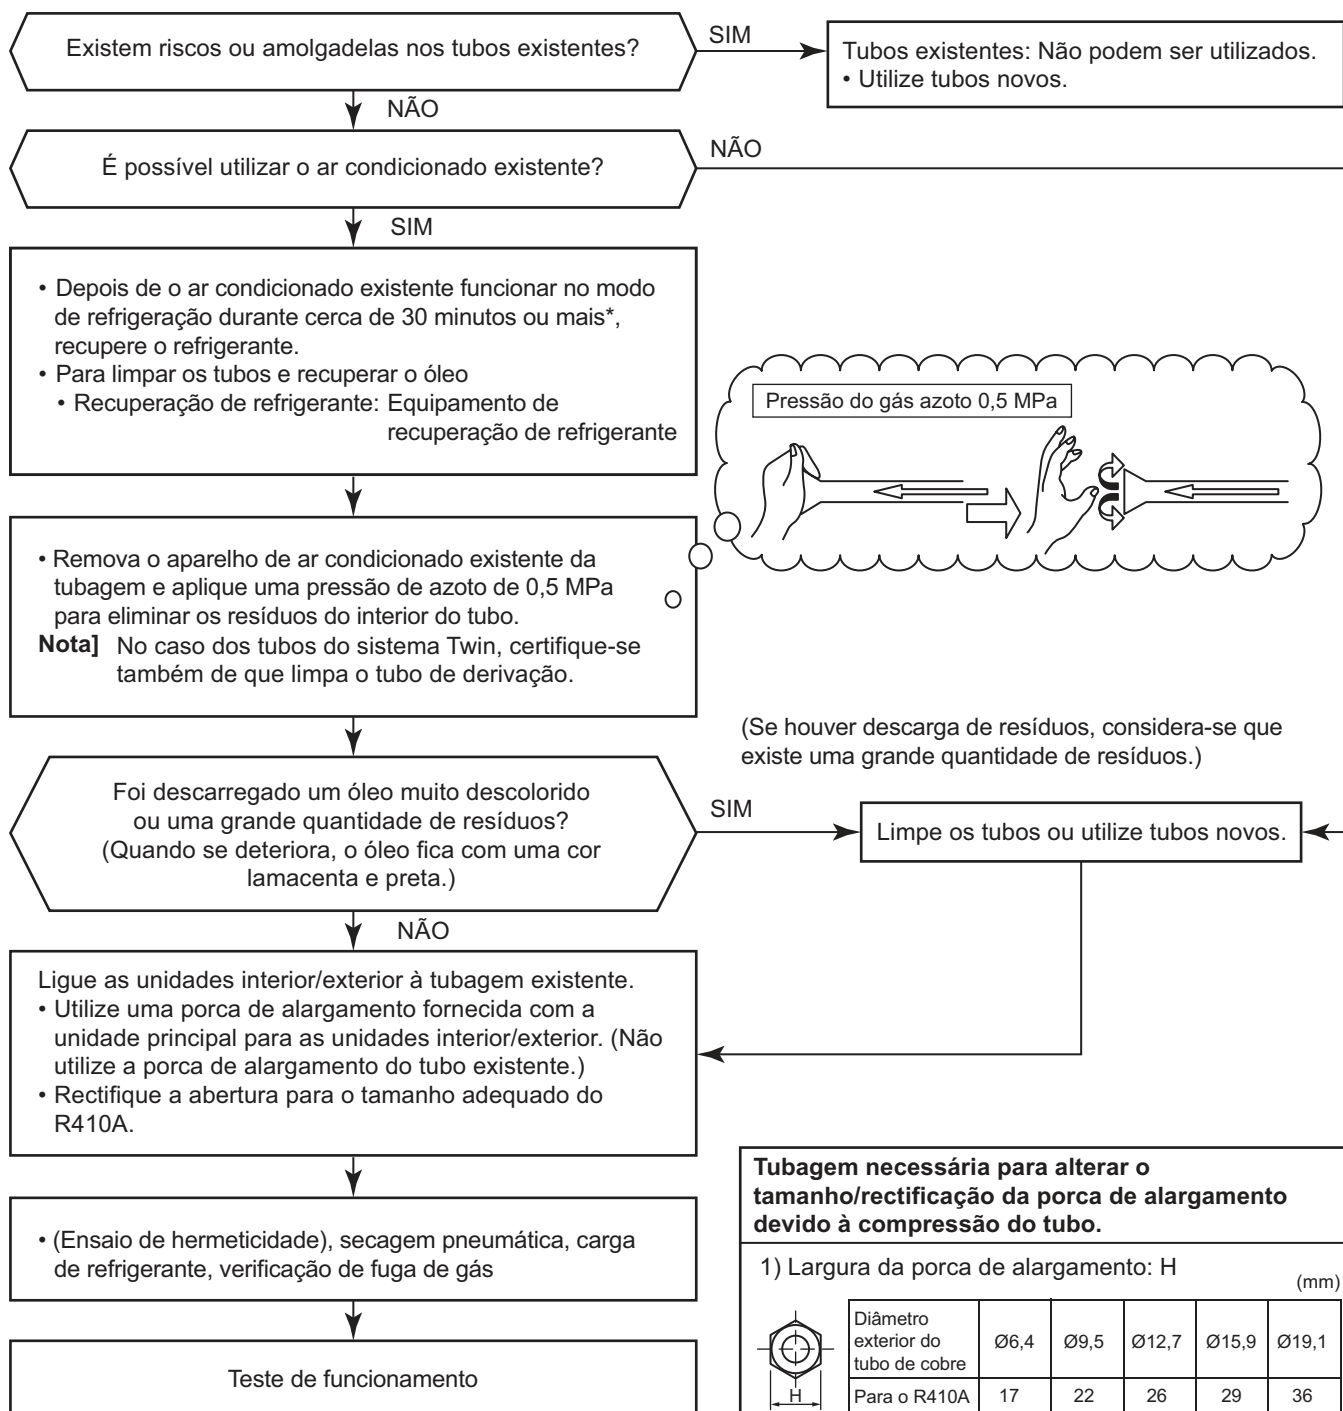 Existem riscos ou amolgadelas nos tubos existentes?
SIM
Tubos existentes: Não podem ser utilizados.
• Utilize tubos novos.
NÃO
É possível utilizar o ar condicionado existente?
NÃO
SIM
• Depois de o ar condicionado existente funcionar no modo
de refrigeração durante cerca de 30 minutos ou mais*,
recupere o refrigerante.
• Para limpar os tubos e recuperar o óleo
• Recuperação de refrigerante: Equipamento de
recuperação de refrigerante
Pressão do gás azoto 0,5 MPa
• Remova o aparelho de ar condicionado existente da
tubagem e aplique uma pressão de azoto de 0,5 MPa
para eliminar os resíduos do interior do tubo.
Nota] No caso dos tubos do sistema Twin, certifique-se
também de que limpa o tubo de derivação.
(Se houver descarga de resíduos, considera-se que
existe uma grande quantidade de resíduos.)
Foi descarregado um óleo muito descolorido
ou uma grande quantidade de resíduos?
(Quando se deteriora, o óleo fica com uma cor
lamacenta e preta.)
SIM
Limpe os tubos ou utilize tubos novos.
NÃO
Ligue as unidades interior/exterior à tubagem existente.
• Utilize uma porca de alargamento fornecida com a
unidade principal para as unidades interior/exterior. (Não
utilize a porca de alargamento do tubo existente.)
• Rectifique a abertura para o tamanho adequado do
R410A.
• (Ensaio de hermeticidade), secagem pneumática, carga
de refrigerante, verificação de fuga de gás
Teste de funcionamento
Tubagem necessária para alterar o
tamanho/rectificação da porca de alargamento
devido à compressão do tubo.
1) Largura da porca de alargamento: H
(mm)
H
Diâmetro
exterior do
tubo de cobre
Ø6,4 Ø9,5 Ø12,7 Ø15,9 Ø19,1
Para o R410A 17 22 26 29 36